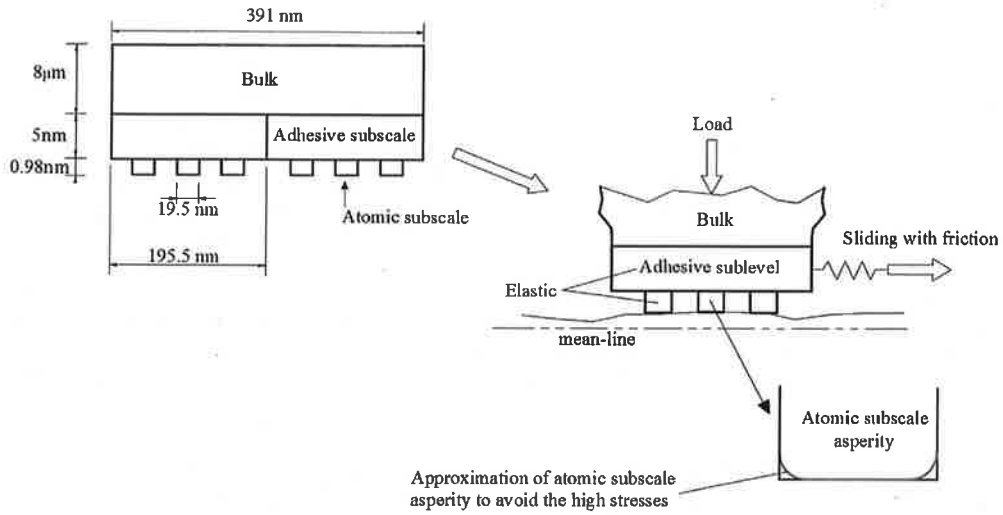 391 nm
8µm
Bulk
5nm
Adhesive subscale
0.98nm
19.5 nm
Atomic subscale
195.5 nm
Load
Bulk
Sliding with friction
Adhesive sublevel
Elastic
mean-line
Atomic subscale
asperity
Approximation of atomic subscale
asperity to avoid the high stresses